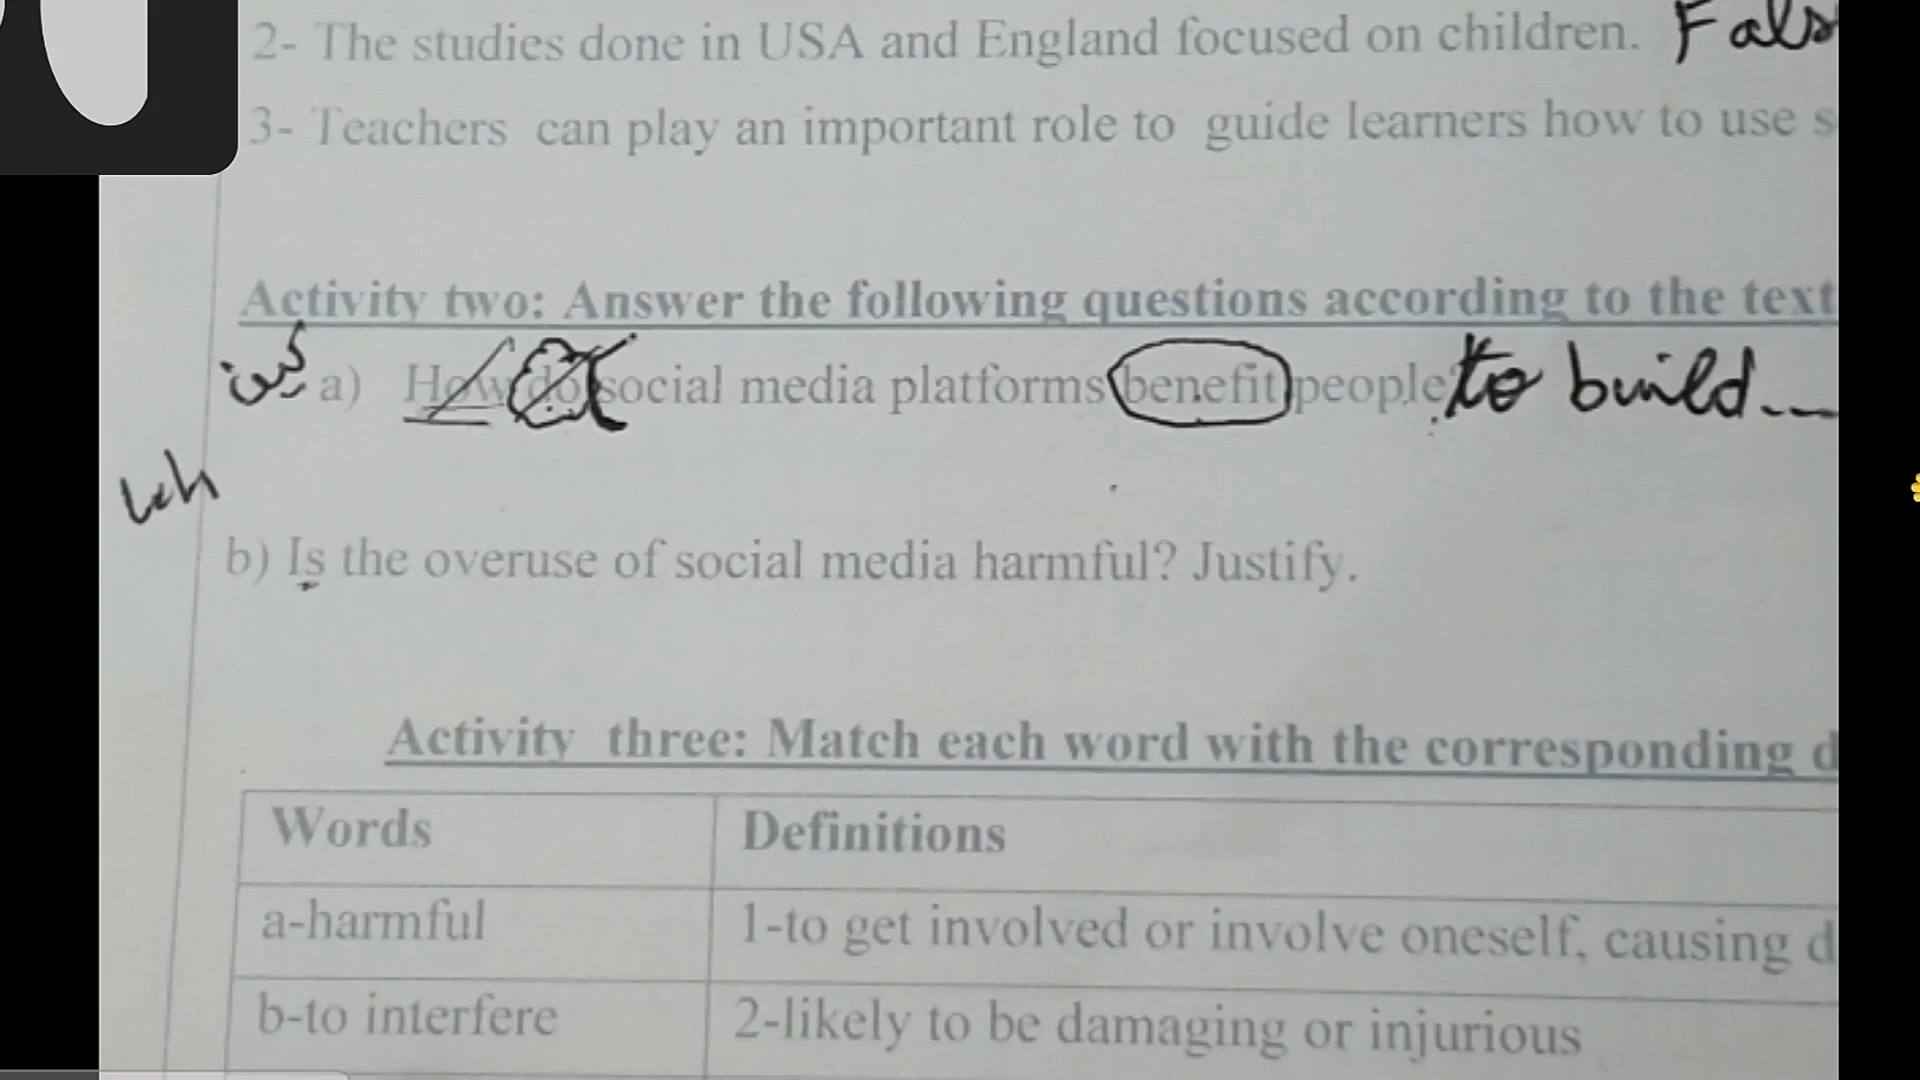 2- The studies done in USA and England focused on children. Fals
3- Teachers can play an important role to guide learners how to use s
Activity two: Answer the following questions according to the text
a) How do social media platforms benefit people to build...
Wh
b) Is the overuse of social media harmful? Justify.
Activity three: Match each word with the corresponding d
Words Definitions
a-harmful 1-to get involved or involve oneself, causing d
b-to interfere 2-likely to be damaging or injurious